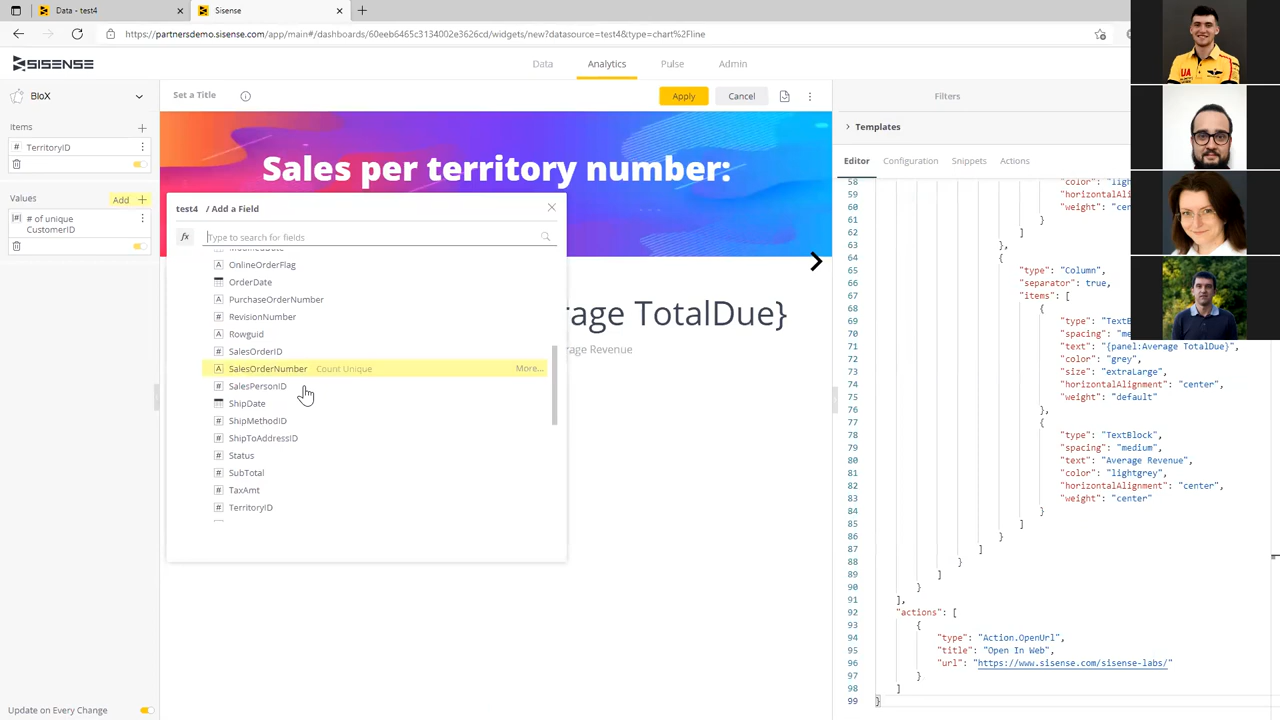 Data - test4
Sisense
https://partnersdemo.sisense.com/app/main#/dashboards/60eeb6465c3137002e3626cd/widgets/new?datasource=test4&type=chart%2Fline
SISENSE
Data
Analytics
Pulse
Admin
BloX
Set a Title
Apply
Cancel
Filters
Items
TerritoryID
Values
Add
# of unique
CustomerID
Sales per territory number:
rage TotalDue}
rage Revenue
test4 / Add a Field
fx
Type to search for fields
OnlineOrderFlag
OrderDate
PurchaseOrderNumber
RevisionNumber
Rowguid
SalesOrderID
SalesOrderNumber Count Unique More...
SalesPersonID
ShipDate
ShipMethodID
ShipToAddressID
Status
SubTotal
TaxAmt
TerritoryID
Update on Every Change
Templates
Editor
Configuration
Snippets
Actions
58 "color": "lig
59 "horizontal
60 "weight": "c
61 }
62 ]
63 },
64 {
65 "type": "Column",
66 "separator": true,
67 "items": [
68 {
69 "type": "TextB
70 "spacing": "me
71 "text": "{panel:Average TotalDue}",
72 "color": "grey",
73 "size": "extraLarge",
74 "horizontalAlignment": "center",
75 "weight": "default"
76 },
77 {
78 "type": "TextBlock",
79 "spacing": "medium",
80 "text": "Average Revenue",
81 "color": "lightgrey",
82 "horizontalAlignment": "center",
83 "weight": "center"
84 }
85 ]
86 }
87 ]
88 }
89 ]
90 }
91 ],
92 "actions": [
93 {
94 "type": "Action.OpenUrl",
95 "title": "Open In Web",
96 "url": "https://www.sisense.com/sisense-labs/"
97 }
98 ]
99 }
UA